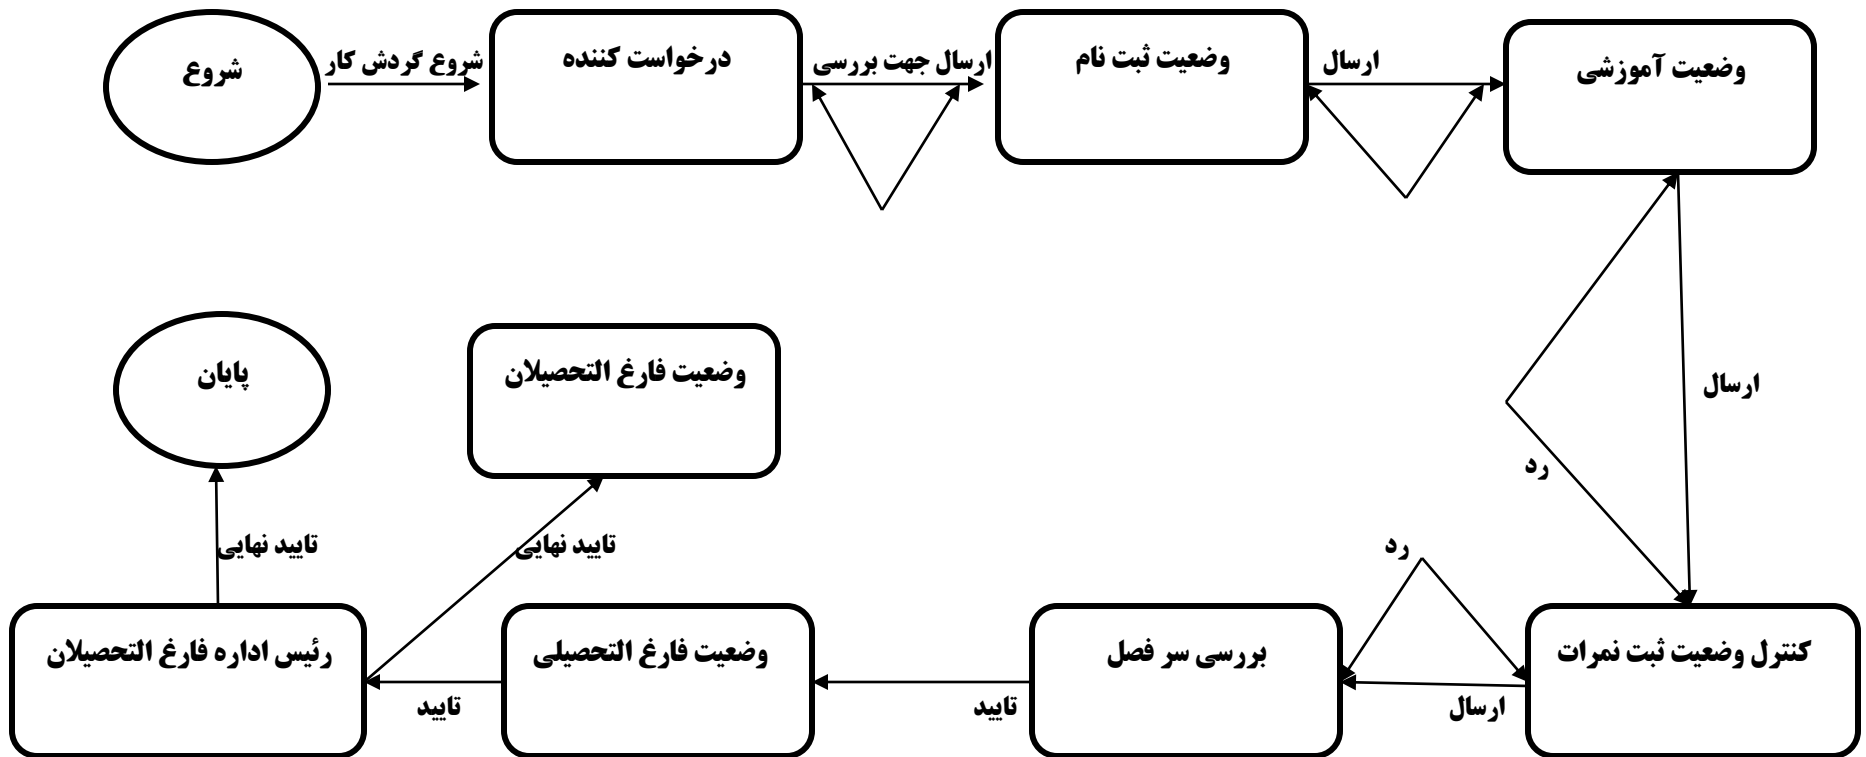 شروع
شروع گردش کار
درخواست کننده
ارسال جهت بررسی
وضعیت ثبت نام
ارسال
وضعیت آموزشی
ارسال
رد
کنترل وضعیت ثبت نمرات
رد
ارسال
بررسی سر فصل
تایید
وضعیت فارغ التحصیلی
تایید
رئیس اداره فارغ التحصیلان
تایید نهایی
وضعیت فارغ التحصیلان
تایید نهایی
پایان